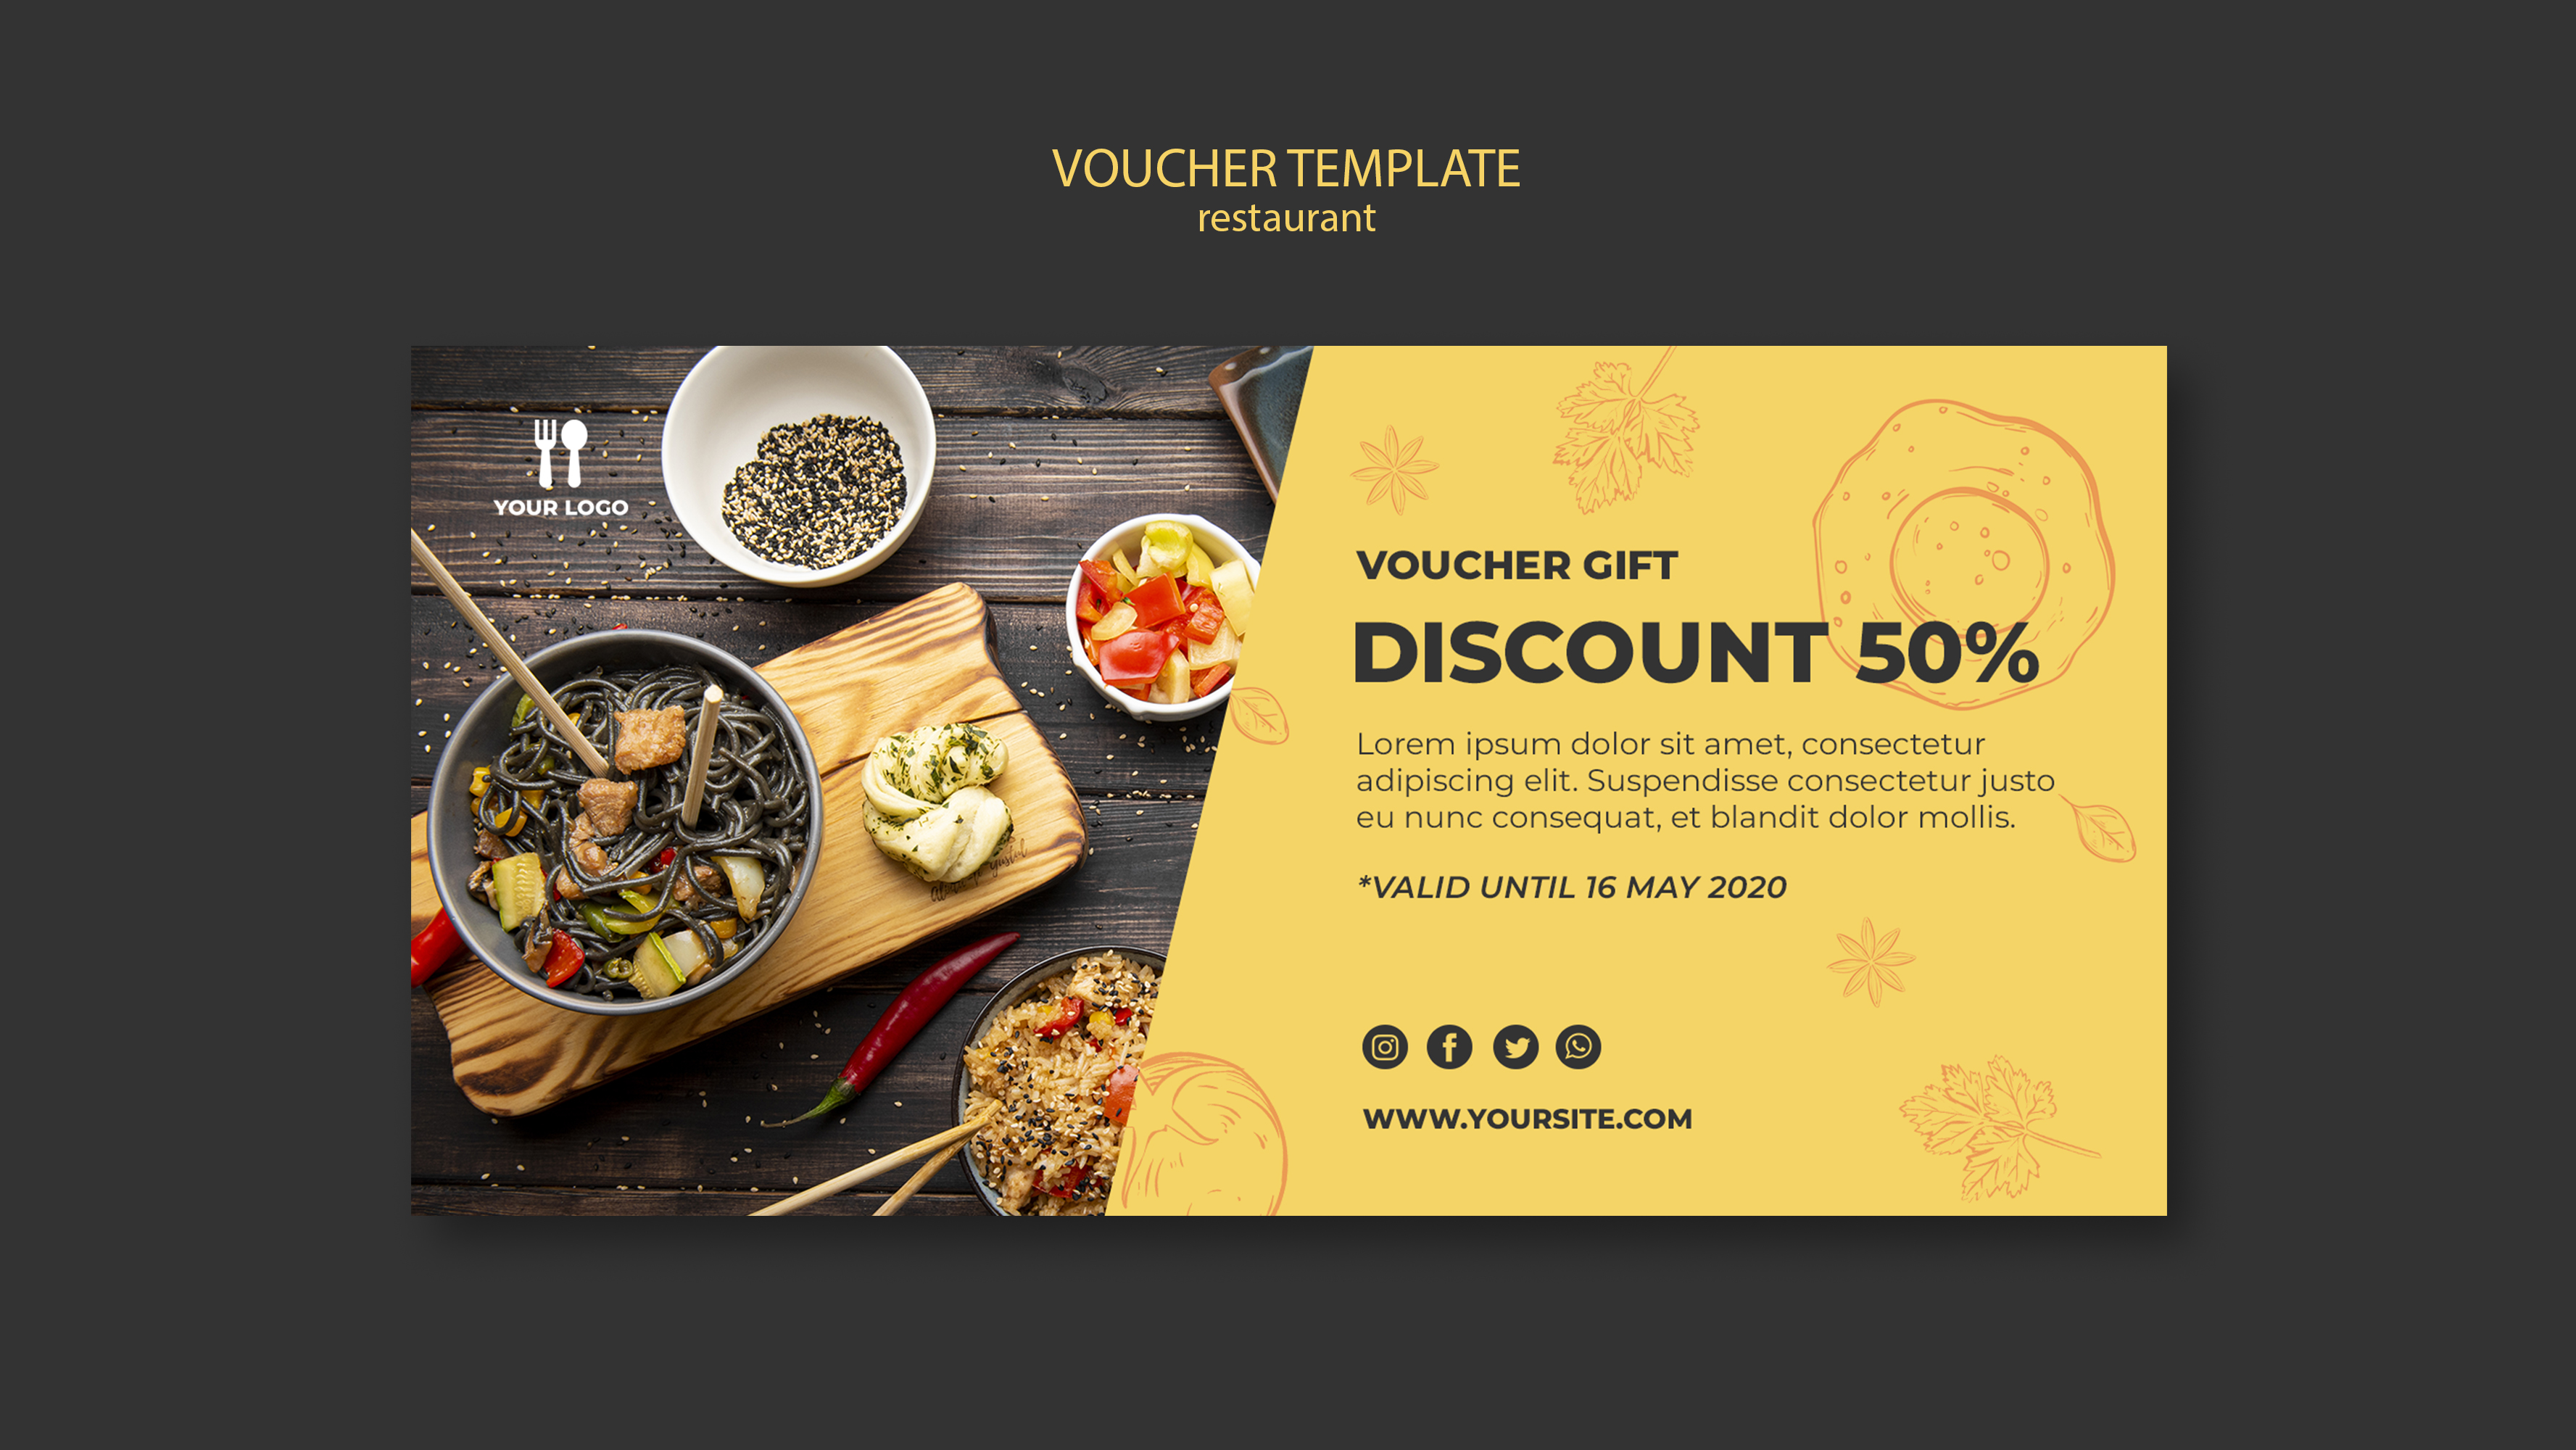 VOUCHER TEMPLATE
restaurant
YOUR LOGO
VOUCHER GIFT
DISCOUNT 50%
Lorem ipsum dolor sit amet, consectetur
adipiscing elit. Suspendisse consectetur justo
eu nunc consequat, et blandit dolor mollis.
*VALID UNTIL 16 MAY 2020
WWW.YOURSITE.COM